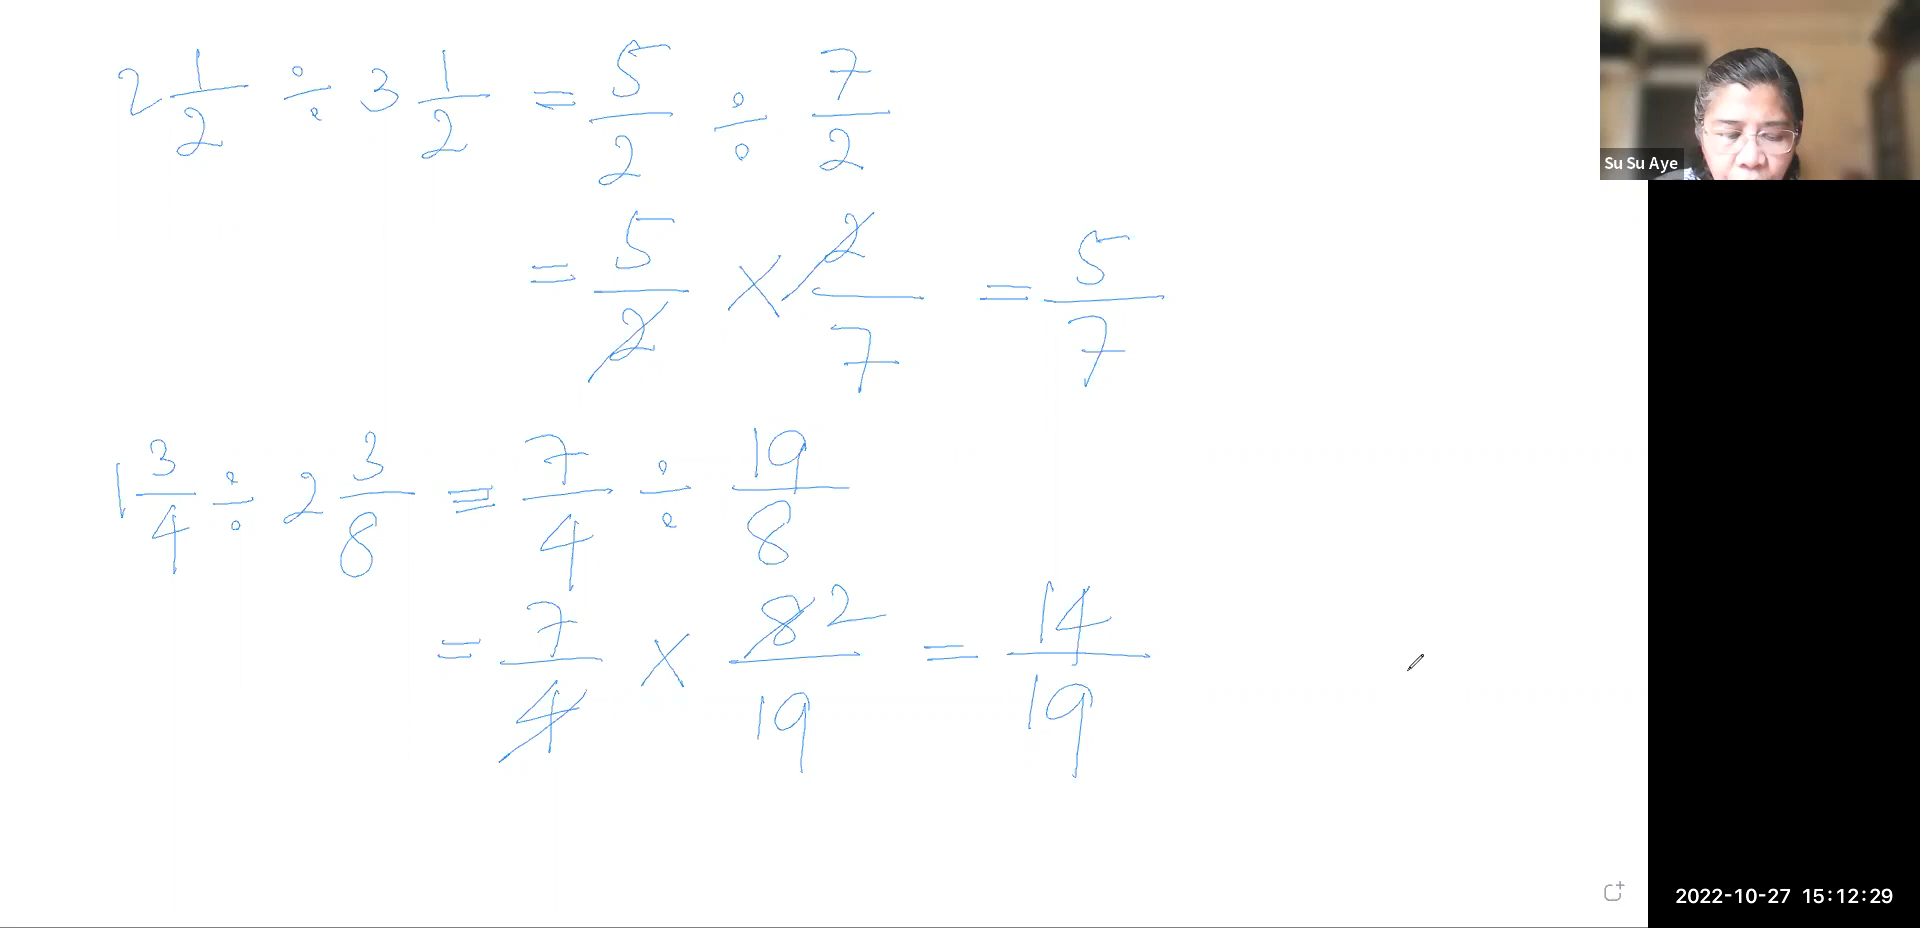 2 1/2 ÷ 3 1/2 = 5/2 ÷ 7/2
= 5/2 × 2/7 = 5/7
1 3/4 ÷ 2 3/8 = 7/4 ÷ 19/8
= 7/4 × 8 2/19 = 14/19
Su Su Aye
2022-10-27 15:12:29